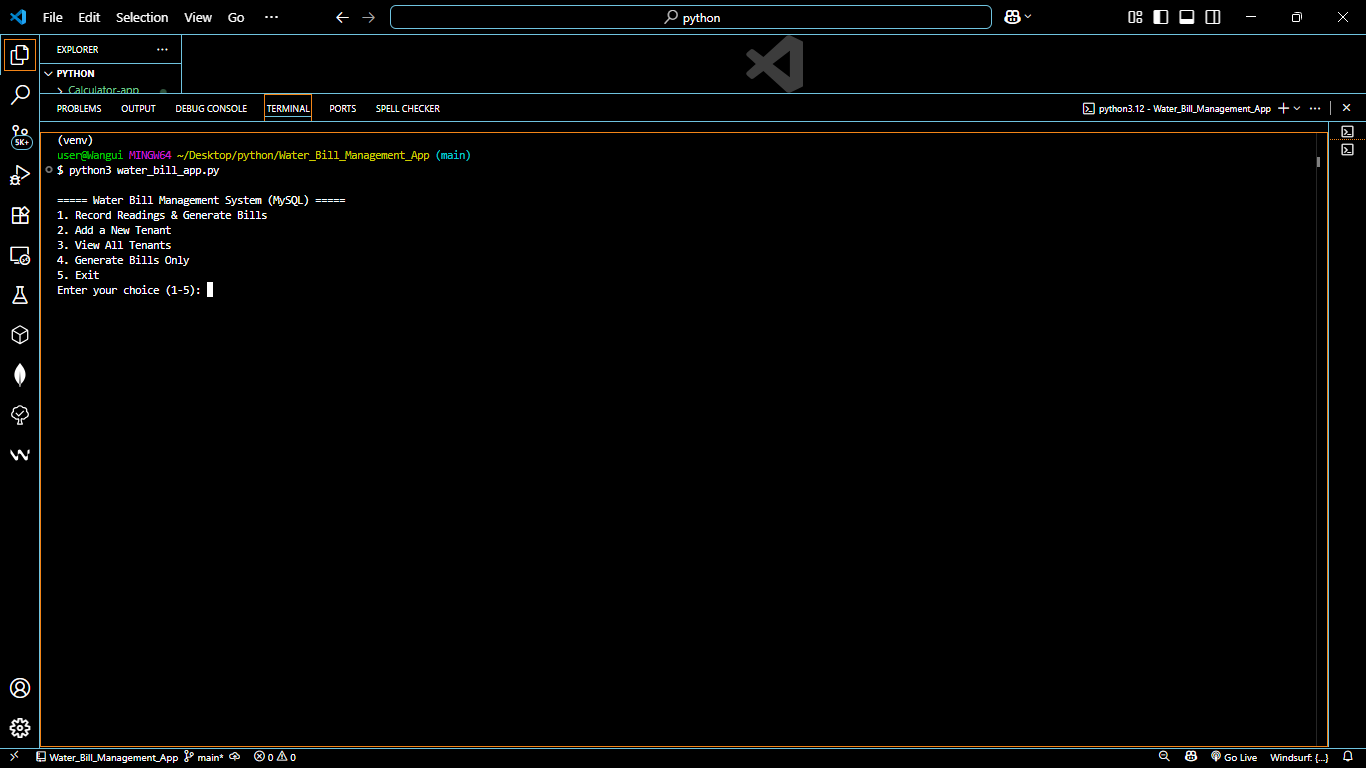 File Edit Selection View Go ···
python
EXPLORER ···
PYTHON
Calculator-app
PROBLEMS OUTPUT DEBUG CONSOLE TERMINAL PORTS SPELL CHECKER
python3.12 - Water_Bill_Management_App
5K+
(venv)
user@Wangui MINGW64 ~/Desktop/python/Water_Bill_Management_App (main)
$ python3 water_bill_app.py
===== Water Bill Management System (MySQL) =====
1. Record Readings & Generate Bills
2. Add a New Tenant
3. View All Tenants
4. Generate Bills Only
5. Exit
Enter your choice (1-5):
Water_Bill_Management_App main* 0 0 Go Live Windsurf: {...}